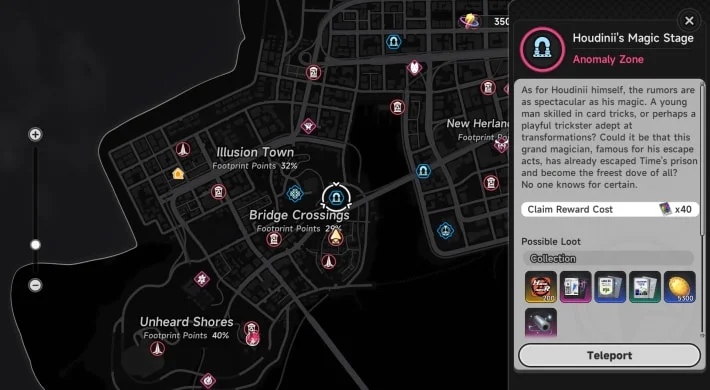 350
Houdinii's Magic Stage
Anomaly Zone
As for Houdinii himself, the rumors are
as spectacular as his magic. A young
man skilled in card tricks, or perhaps a
playful trickster adept at
transformations? Could it be that this
grand magician, famous for his escape
acts, has already escaped Time's prison
and become the freest dove of all?
No one knows for certain.
Claim Reward Cost x40
Possible Loot
Collection
200
5300
Teleport
New Herland
Footprint Po
Illusion Town
Footprint Points 32%
Bridge Crossings
Footprint Points 29%
Unheard Shores
Footprint Points 40%